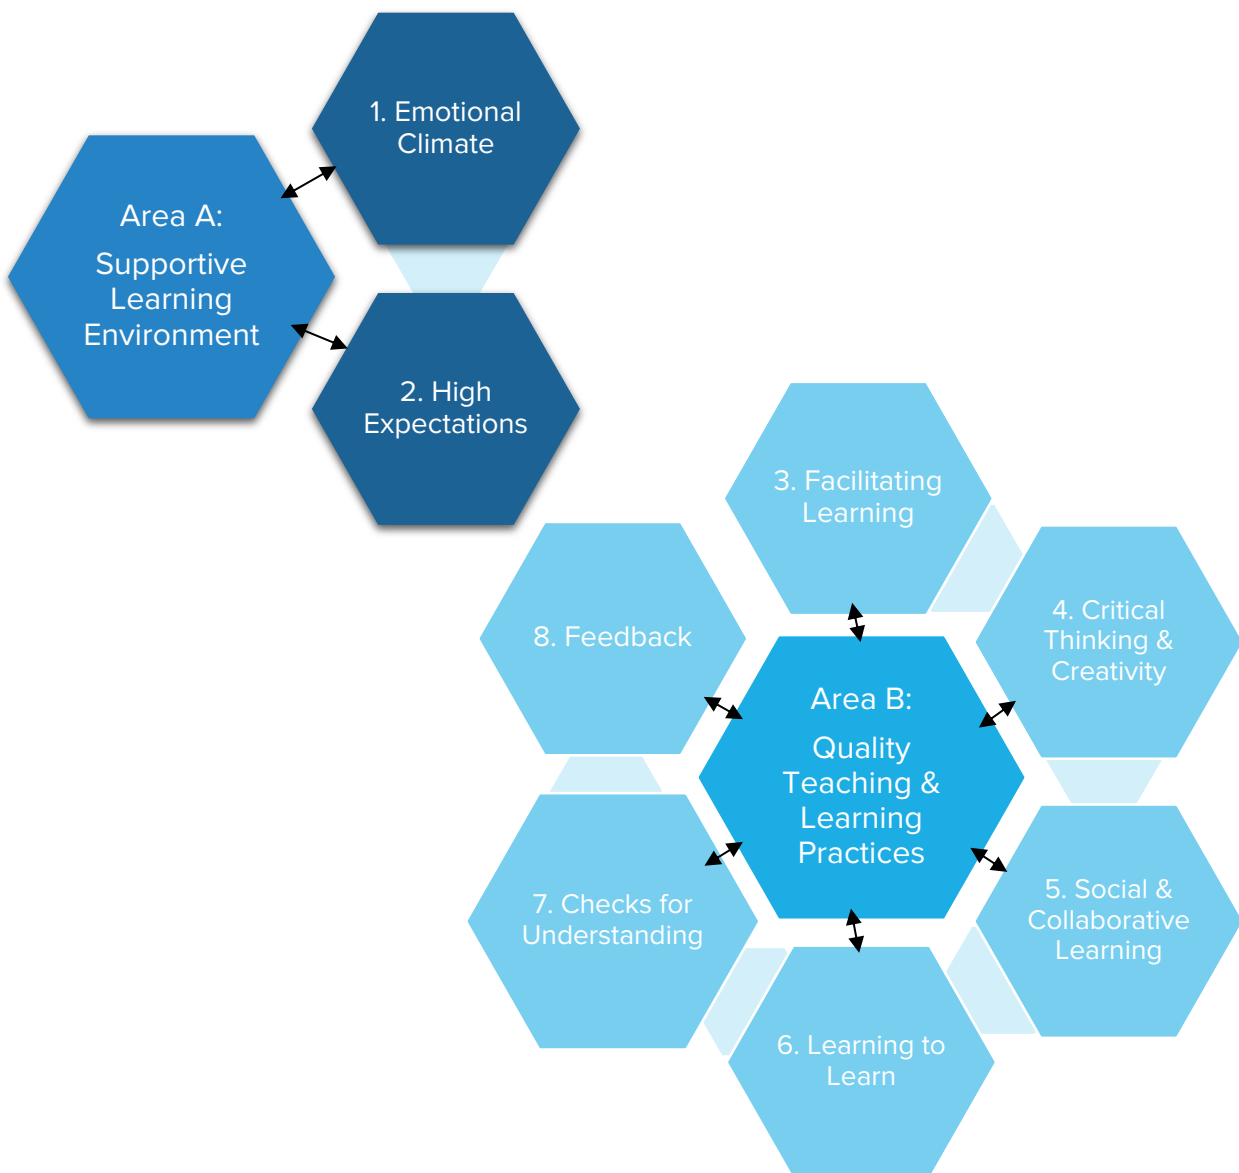 1. Emotional
Climate
Area A:
Supportive
Learning
Environment
2. High
Expectations
3. Facilitating
Learning
4. Critical
Thinking &
Creativity
8. Feedback
Area B:
Quality
Teaching &
Learning
Practices
5. Social &
Collaborative
Learning
7. Checks for
Understanding
6. Learning to
Learn